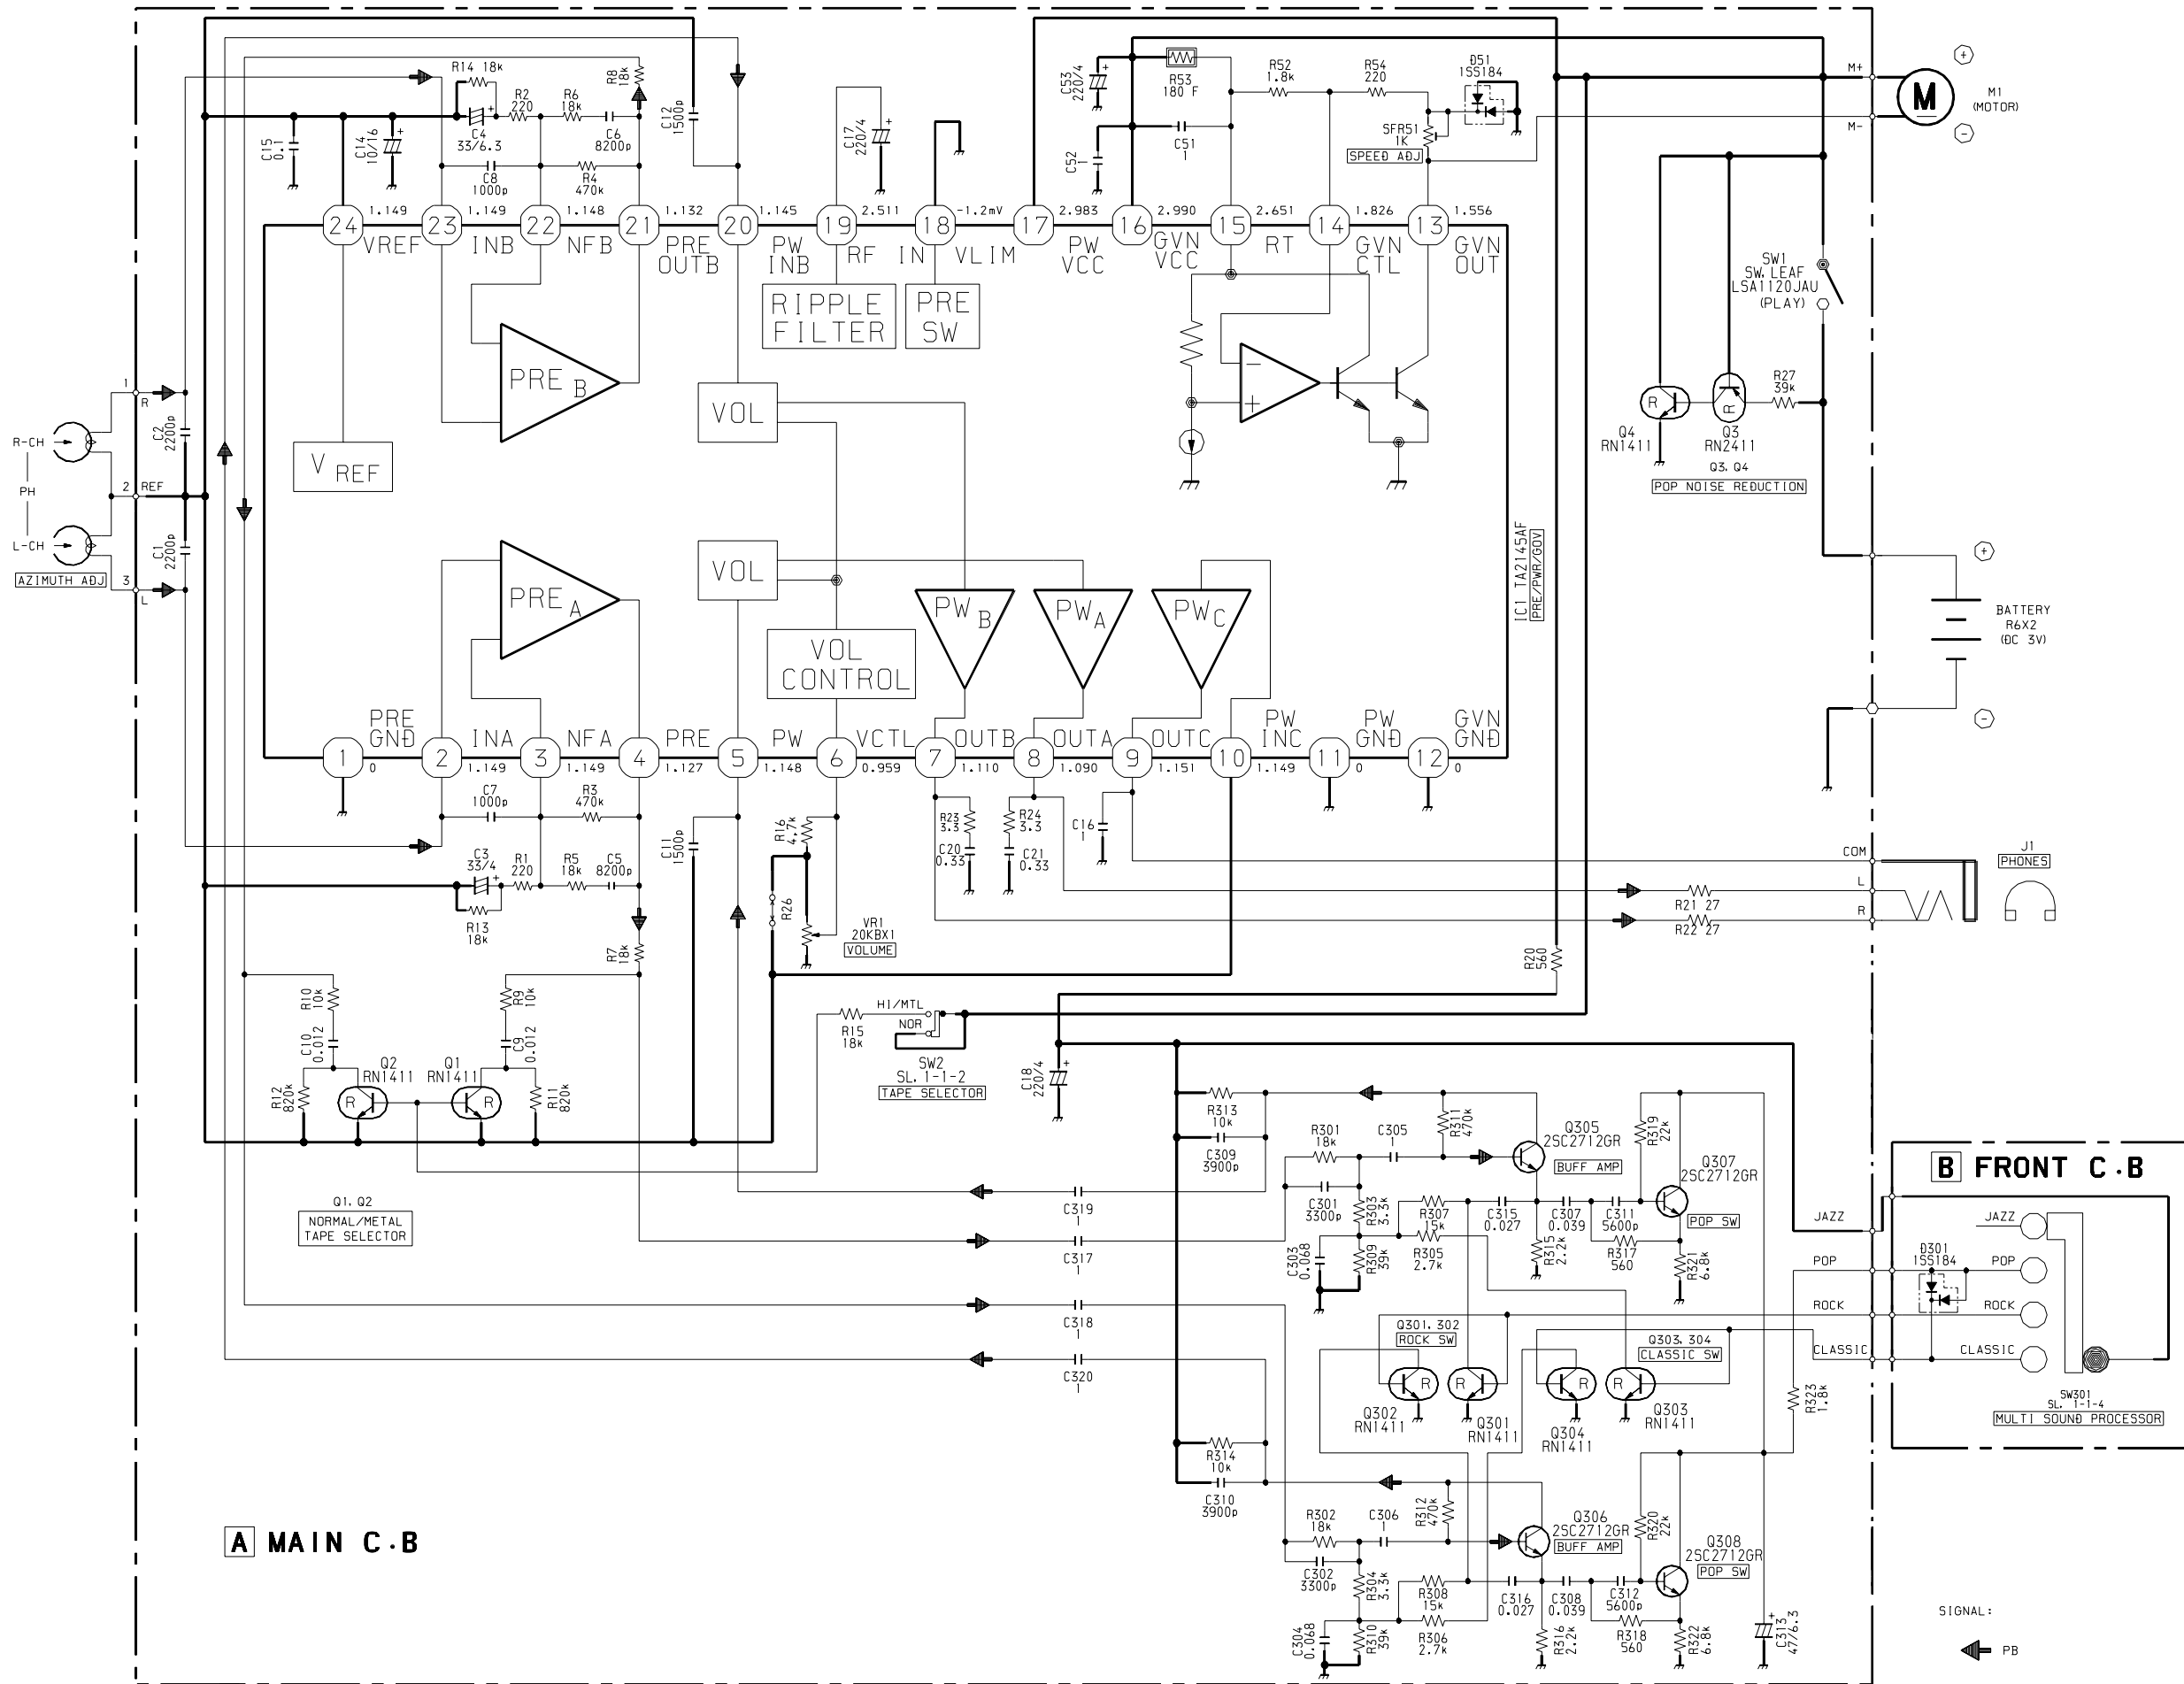 R14 18k
R2
220
R6
18k
R8
18k
C12
1500p
C15
0.1
C14
10/16
C4
33/6.3
C6
8200p
C8
1000p
R4
470k
C17
220/4
C53
220/4
R53
180 F
R52
1.8k
R54
220
D51
1SS184
C52
1
C51
1
SFR51
1K
SPEED ADJ
M+
M-
M
M1
(MOTOR)
+
−
24 1.149 23 1.149 22 1.148 21 1.132 20 1.145 19 2.511 18 -1.2mV 17 2.983 16 2.990 15 2.651 14 1.826 13 1.556
VREF
INB
NFB
PRE
OUTB
PW
INB
RF
IN
VLIM
PW
VCC
GVN
VCC
RT
GVN
CTL
GVN
OUT
RIPPLE
FILTER
PRE
SW
PRE B
VOL
V REF
SW1
SW. LEAF
LSA1120JAU
(PLAY)
R27
39k
R
R
Q4
RN1411
Q3
RN2411
Q3. Q4
POP NOISE REDUCTION
1
R
C2
2200p
R-CH
PH
2 REF
L-CH
C1
2200p
3
L
AZIMUTH ADJ
−
+
PRE A
VOL
VOL
CONTROL
PW B
PW A
PW C
IC1 TA2145AF
PRE/PWR/GOV
+
BATTERY
R6X2
(DC 3V)
−
PRE
GND
INA
NFA
PRE
PW
VCTL
OUTB
OUTA
OUTC
PW
INC
PW
GND
GVN
GND
1 0 2 1.149 3 1.149 4 1.127 5 1.148 6 0.959 7 1.110 8 1.090 9 1.151 10 1.149 11 0 12 0
C7
1000p
R3
470k
C3
33/4
R1
220
R5
18k
C5
8200p
R13
18k
R7
18k
C11
1500p
R16
4.7k
R26
VR1
20KBX1
VOLUME
R23
3.3
C20
0.33
R24
3.3
C21
0.33
C16
1
COM
L
R
R21 27
R22 27
J1
PHONES
R20
560
R10
10k
C10
0.012
R9
10k
C9
0.012
Q2
RN1411
Q1
RN1411
R12
820k
R
R
R11
820k
R15
18k
HI/MTL
NOR
SW2
SL. 1-1-2
TAPE SELECTOR
C18
220/4
Q1. Q2
NORMAL/METAL
TAPE SELECTOR
R313
10k
C309
3900p
R301
18k
C305
1
R311
470k
Q305
2SC2712GR
BUFF AMP
R319
22k
Q307
2SC2712GR
POP SW
C301
3300p
R303
3.3k
R307
15k
C315
0.027
C307
0.039
C311
5600p
C303
0.068
R309
39k
R305
2.7k
R315
2.2k
R317
560
R321
6.8k
C319
1
C317
1
C318
1
C320
1
B FRONT C.B
JAZZ
JAZZ
POP
D301
1SS184
POP
ROCK
ROCK
CLASSIC
CLASSIC
SW301
SL. 1-1-4
MULTI SOUND PROCESSOR
Q301. 302
ROCK SW
Q303. 304
CLASSIC SW
R
R
R
R
Q302
RN1411
Q301
RN1411
Q304
RN1411
Q303
RN1411
R323
1.8k
R314
10k
C310
3900p
R302
18k
C306
1
R312
470k
Q306
2SC2712GR
BUFF AMP
R320
22k
Q308
2SC2712GR
POP SW
C302
3300p
R304
3.3k
R308
15k
C316
0.027
C308
0.039
C312
5600p
C304
0.068
R310
39k
R306
2.7k
R316
2.2k
R318
560
R322
6.8k
C313
47/6.3
A MAIN C.B
SIGNAL:
PB